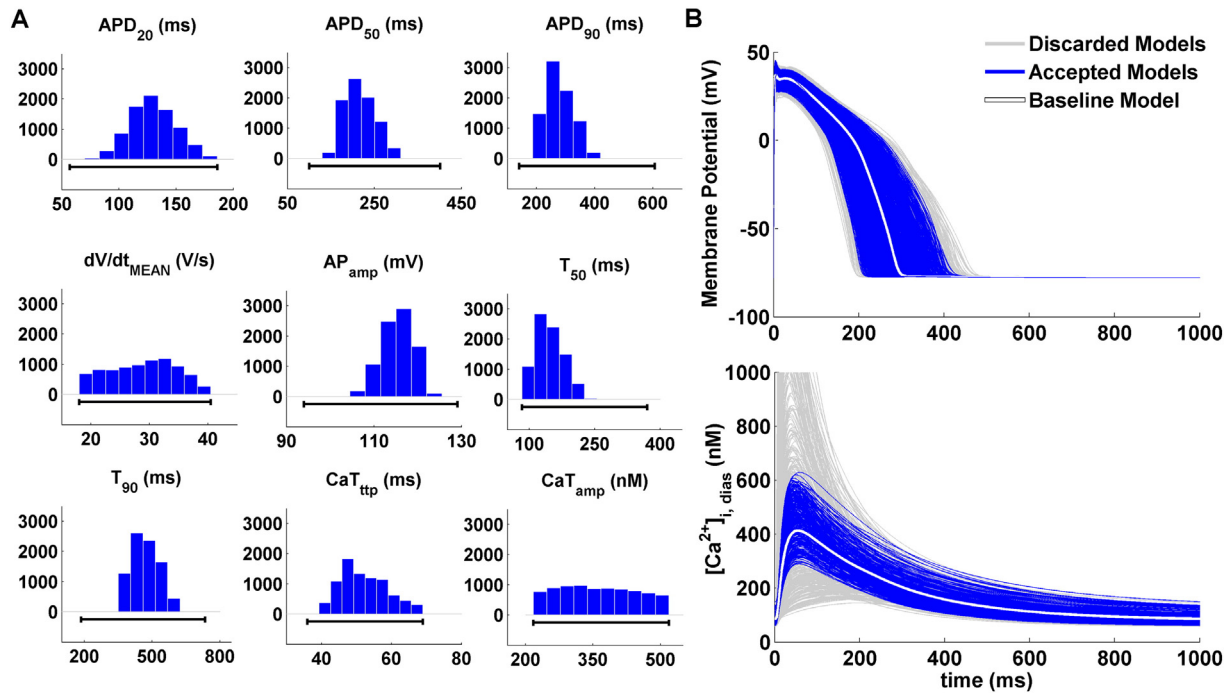 A
APD20 (ms)
3000
2000
1000
0
50 100 150 200
APD50 (ms)
3000
2000
1000
0
50 250 450
APD90 (ms)
3000
2000
1000
0
200 400 600
dV/dtMEAN (V/s)
3000
2000
1000
0
20 30 40
APamp (mV)
3000
2000
1000
0
90 110 130
T50 (ms)
3000
2000
1000
0
100 250 400
T90 (ms)
3000
2000
1000
0
200 500 800
CaTttp (ms)
3000
2000
1000
0
40 60 80
CaTamp (nM)
3000
2000
1000
0
200 300 400 500
B
Discarded Models
Accepted Models
Baseline Model
Membrane Potential (mV)
50
0
-50
-100
0 200 400 600 800 1000
[Ca2+]i, dias (nM)
1000
800
600
400
200
0
0 200 400 600 800 1000
time (ms)